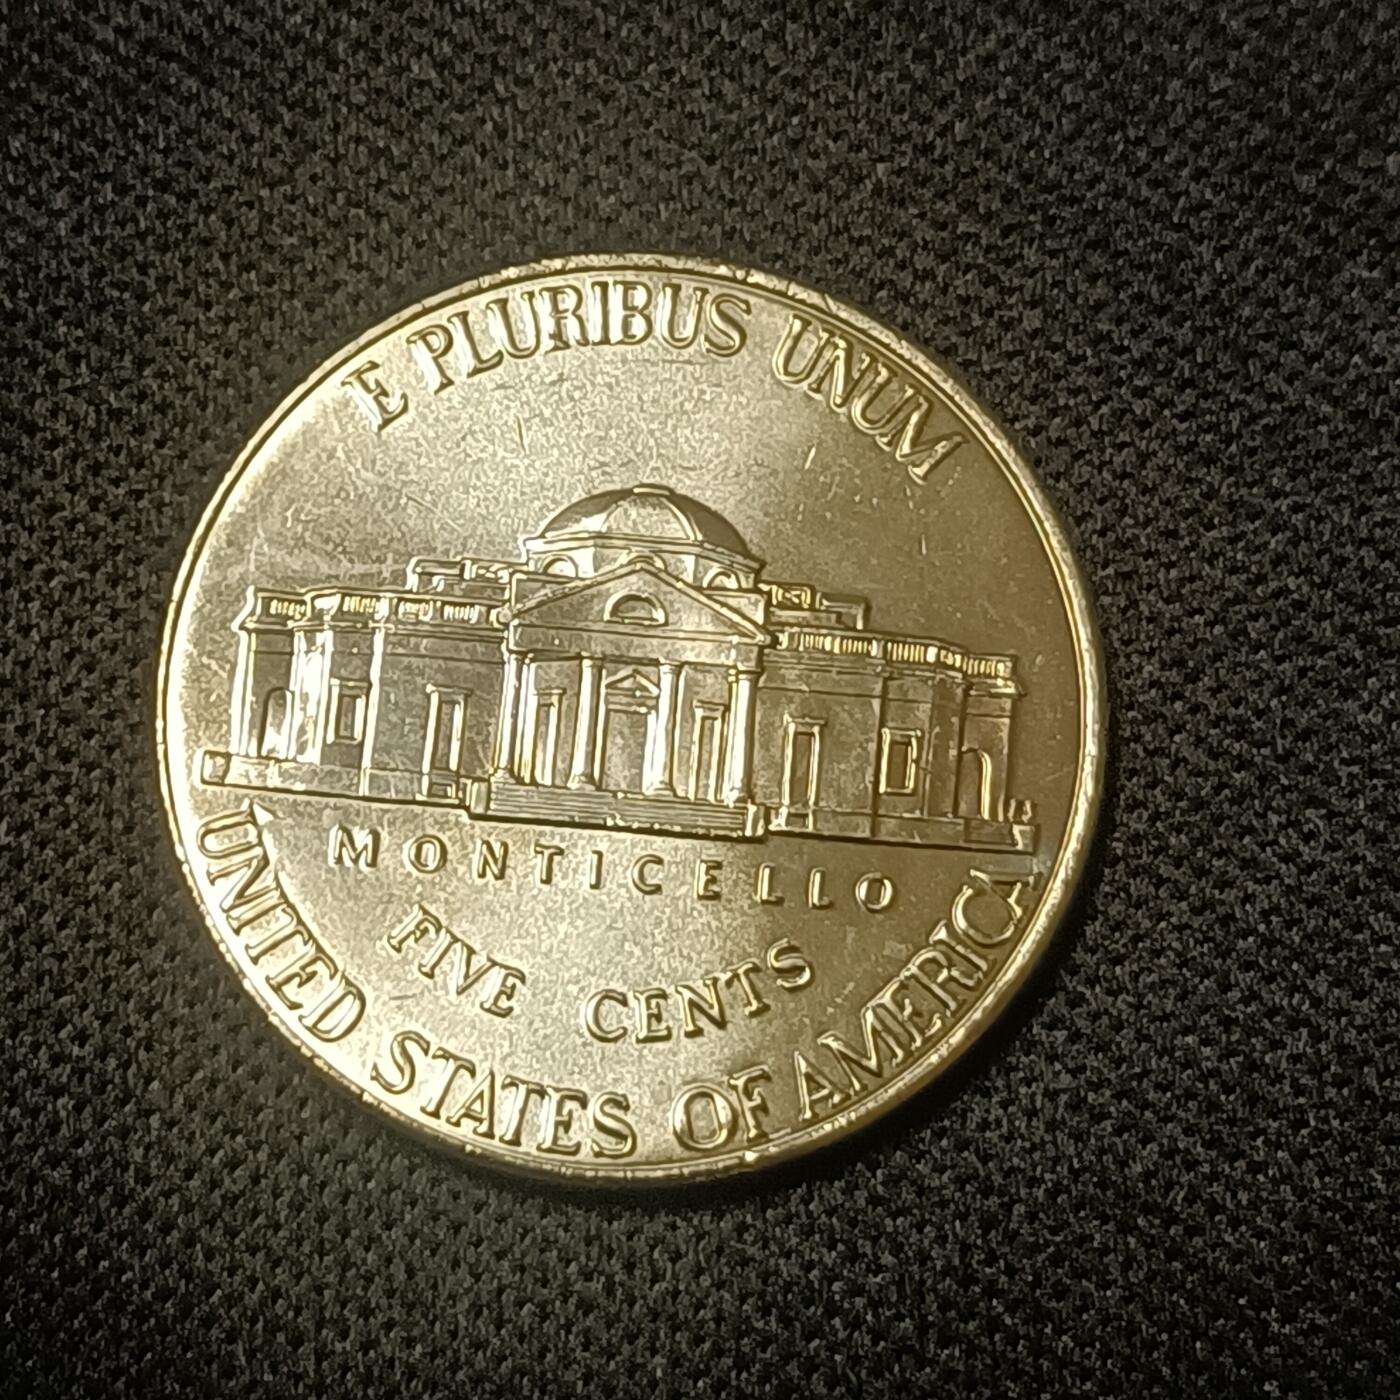 E PLURIBUS UNUM
MONTICELLO
FIVE CENTS
UNITED STATES OF AMERICA